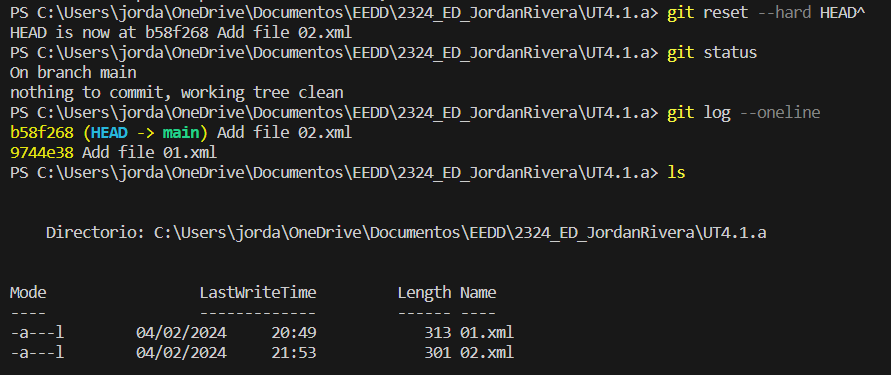 PS C:\Users\jorda\OneDrive\Documentos\EEDD\2324_ED_JordanRivera\UT4.1.a> git reset --hard HEAD^
HEAD is now at b58f268 Add file 02.xml
PS C:\Users\jorda\OneDrive\Documentos\EEDD\2324_ED_JordanRivera\UT4.1.a> git status
On branch main
nothing to commit, working tree clean
PS C:\Users\jorda\OneDrive\Documentos\EEDD\2324_ED_JordanRivera\UT4.1.a> git log --oneline
b58f268 (HEAD -> main) Add file 02.xml
9744e38 Add file 01.xml
PS C:\Users\jorda\OneDrive\Documentos\EEDD\2324_ED_JordanRivera\UT4.1.a> ls
Directorio: C:\Users\jorda\OneDrive\Documentos\EEDD\2324_ED_JordanRivera\UT4.1.a
Mode                 LastWriteTime         Length Name
----                 -------------         ------ ----
-a---l        04/02/2024     20:49            313 01.xml
-a---l        04/02/2024     21:53            301 02.xml